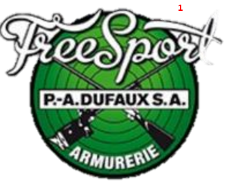 1
FreeSport
P.-A. DUFAUX S.A.
ARMURERIE